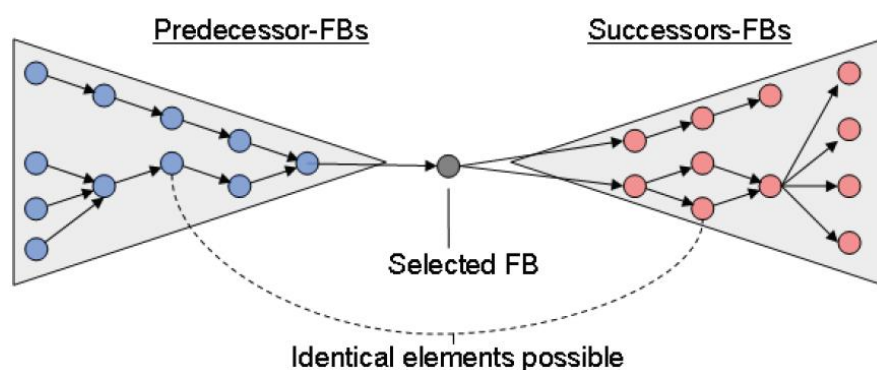 Predecessor-FBs
Successors-FBs
Selected FB
Identical elements possible